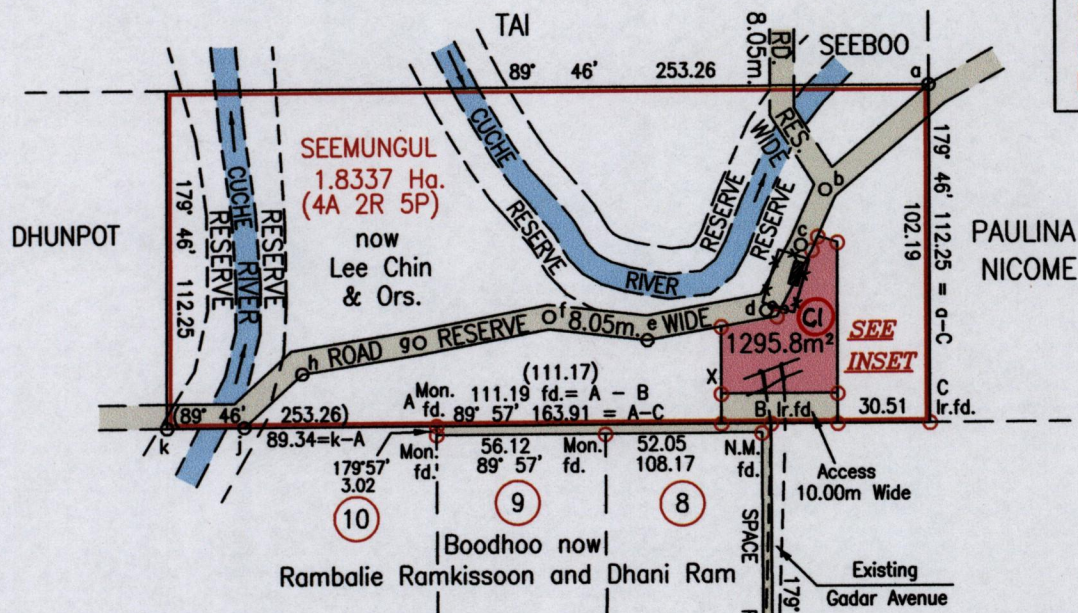 TAI
8.05m.
RD.
RES.
SEEBOO
a
89° 46' 253.26
CUCHE
RIVER
RESERVE
RESERVE
SEEMUNGUL
1.8337 Ha.
(4A 2R 5P)
now
Lee Chin
& Ors.
DHUNPOT
179° 46' 112.25
CUCHE
RESERVE
RIVER
RESERVE
WIDE
RESERVE
b
179° 46' 112.25 = a-C
102.19
PAULINA
NICOME
c
d
e
f
g
h
ROAD RESERVE 8.05m. WIDE
C1
1295.8m²
SEE
INSET
X
(111.17)
Mon. 111.19 fd.= A - B
A fd. 89° 57' 163.91 = A-C
B Ir.fd.
30.51
C
Ir.fd.
(89° 46' 253.26)
89.34=k-A
k
j
179°57'
3.02
Mon.
fd.
56.12
89° 57'
Mon.
fd.
52.05
108.17
N.M.
fd.
Access
10.00m Wide
10
9
8
SPACE
179°
Boodhoo now
Rambalie Ramkissoon and Dhani Ram
Existing
Gadar Avenue